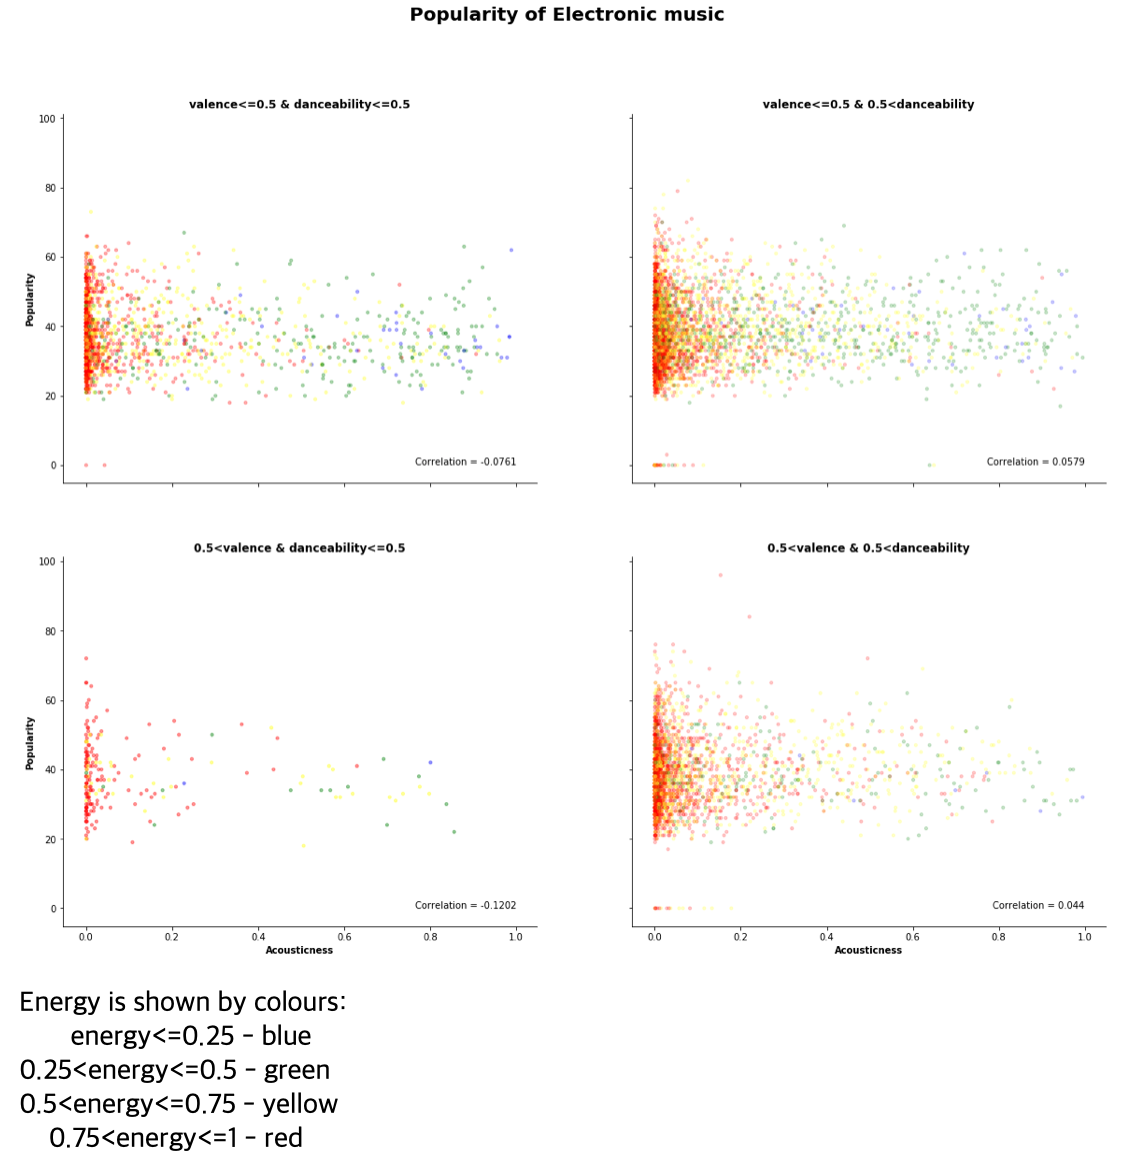 Popularity of Electronic music
valence<=0.5 & danceability<=0.5
valence<=0.5 & 0.5<danceability
100
80
60
40
20
0
Popularity
Correlation = -0.0761
Correlation = 0.0579
0.5<valence & danceability<=0.5
0.5<valence & 0.5<danceability
100
80
60
40
20
0
Popularity
Correlation = -0.1202
Correlation = 0.044
0.0 0.2 0.4 0.6 0.8 1.0
0.0 0.2 0.4 0.6 0.8 1.0
Acousticness
Acousticness
Energy is shown by colours:
energy<=0.25 - blue
0.25<energy<=0.5 - green
0.5<energy<=0.75 - yellow
0.75<energy<=1 - red